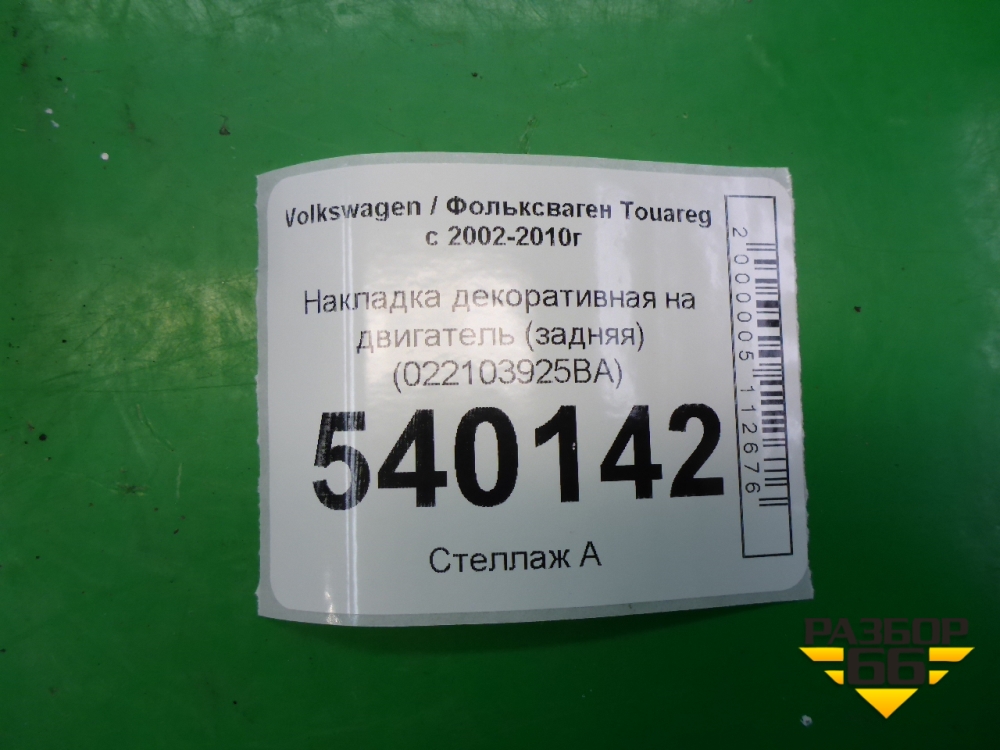 Volkswagen / Фольксваген Touareg
с 2002-2010г
Накладка декоративная на
двигатель (задняя)
(022103925BA)
540142
Стеллаж А
2000005112676
РАЗБОР
66